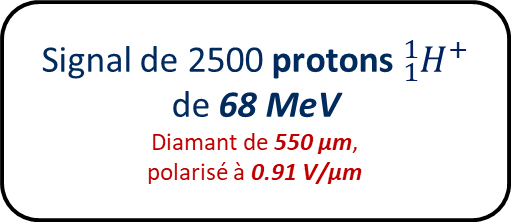 Signal de 2500 protons ¹₁H⁺
de 68 MeV
Diamant de 550 µm,
polarisé à 0.91 V/µm